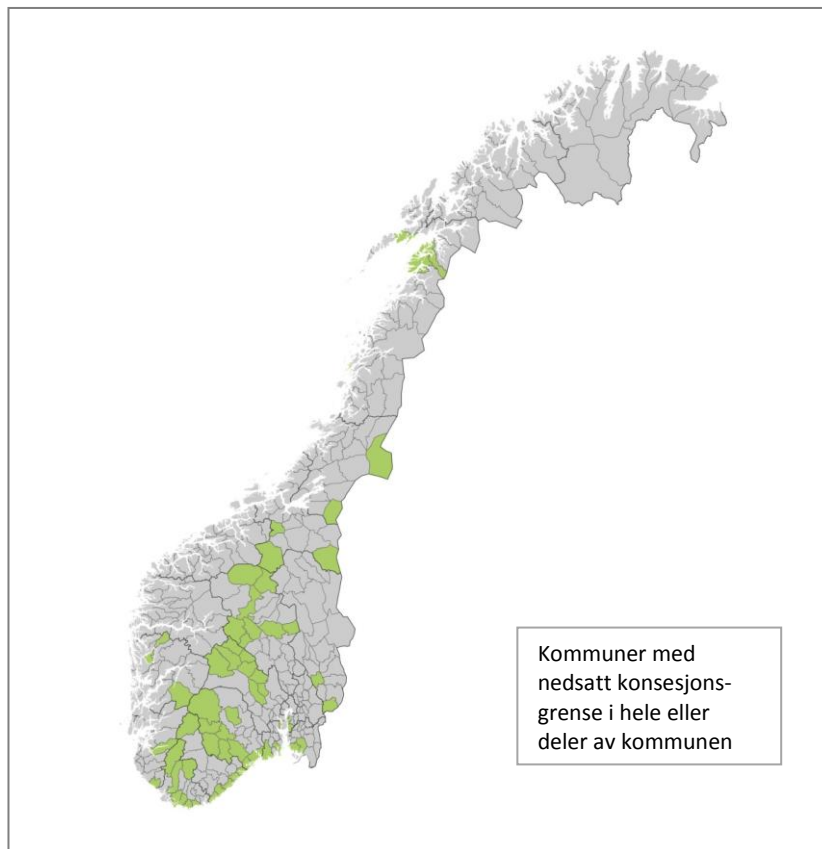 Kommuner med
nedsatt konsesjons-
grense i hele eller
deler av kommunen